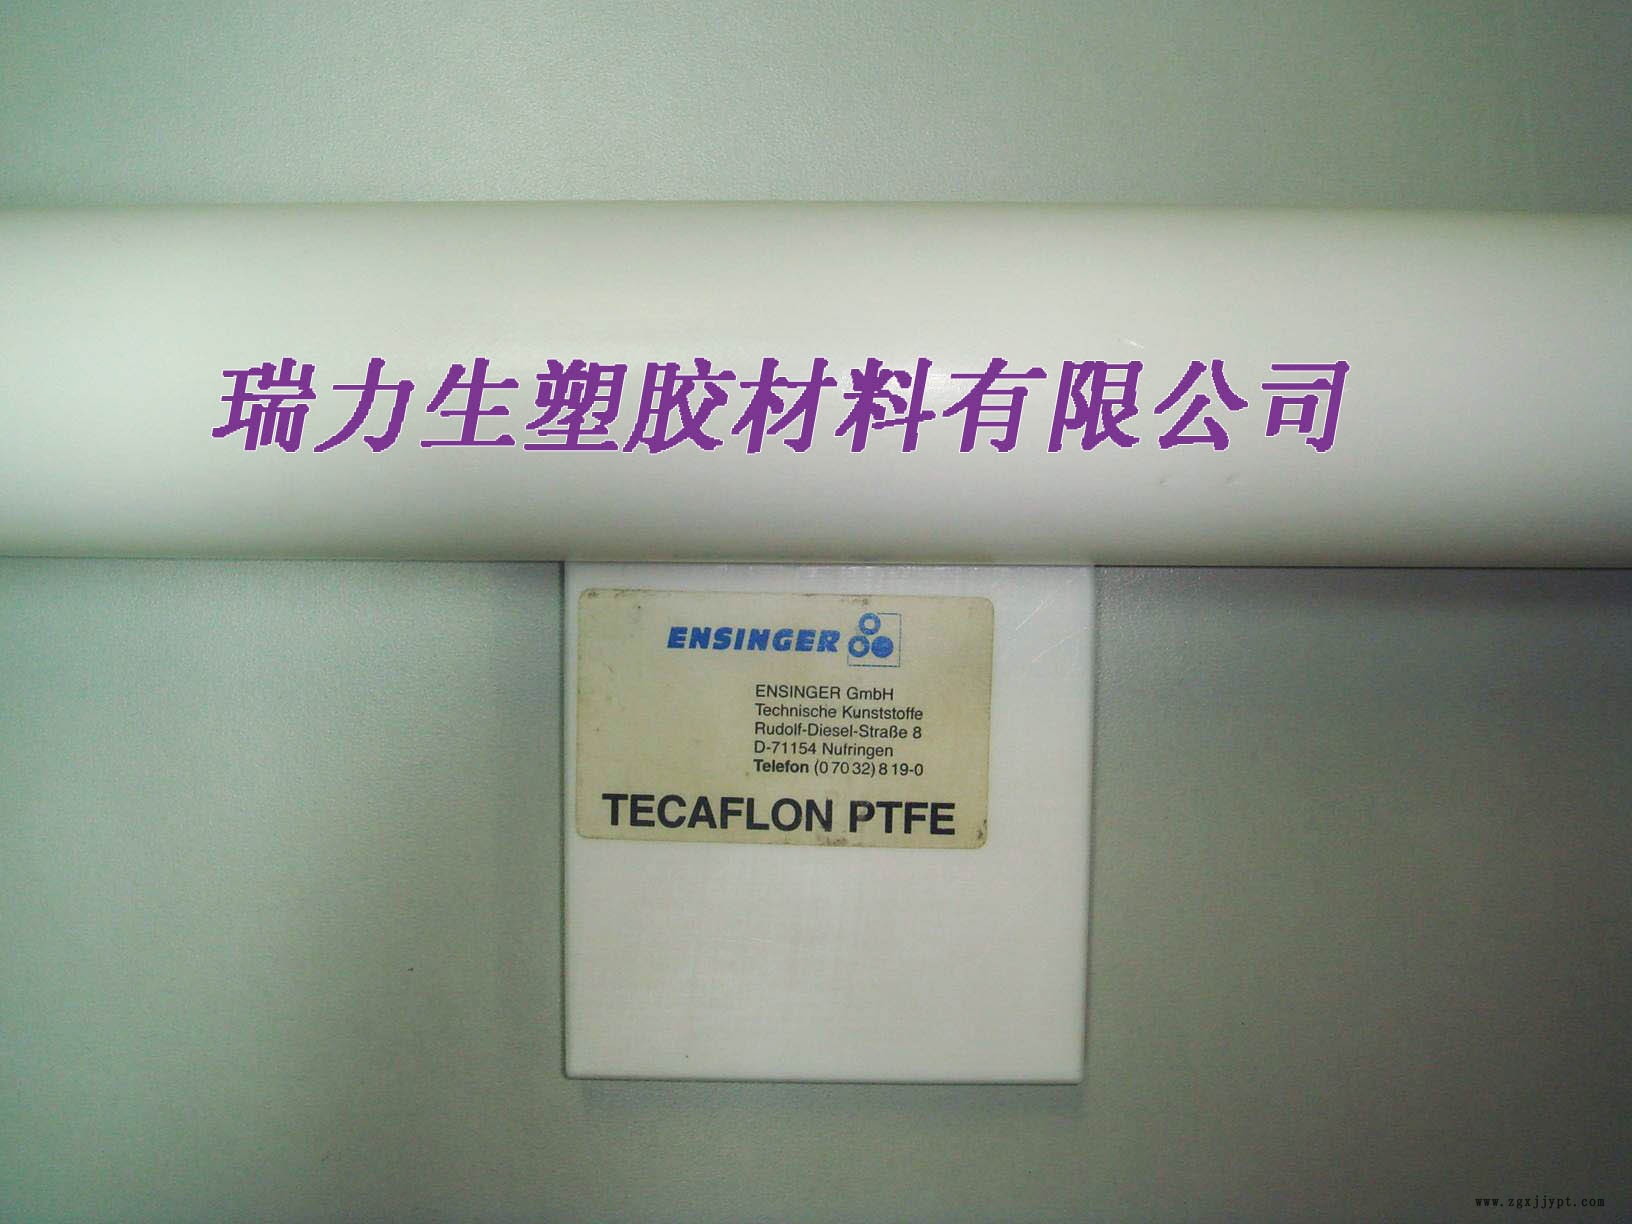 瑞力生塑胶材料有限公司
ENSINGER
ENSINGER GmbH
Technische Kunststoffe
Rudolf-Diesel-Straße 8
D-71154 Nufringen
Telefon (0 70 32) 8 19-0
TECAFLON PTFE
www.zgxjjypt.com